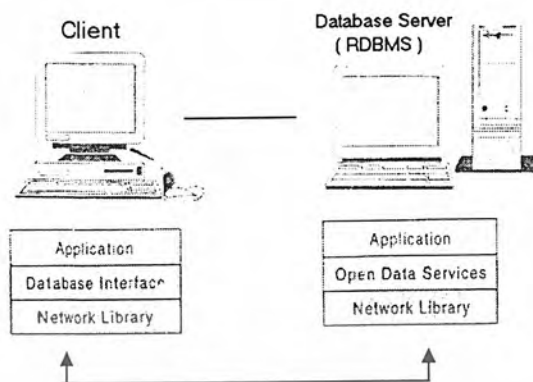 Client
Database Server
( RDBMS )
Application
Database Interface
Network Library
Application
Open Data Services
Network Library